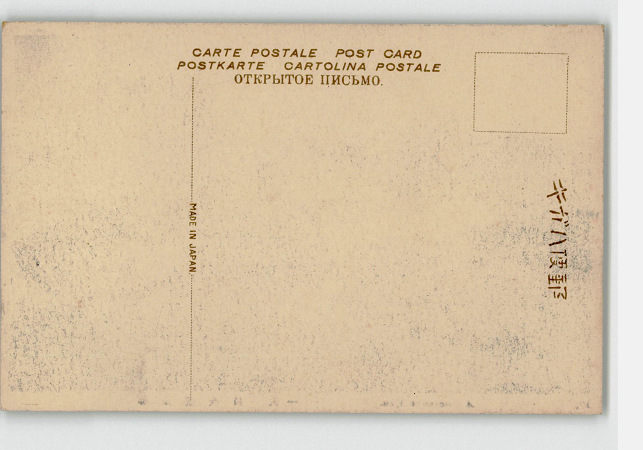 CARTE POSTALE POST CARD
POSTKARTE CARTOLINA POSTALE
ОТКРЫТОЕ ПИСЬМО.
MADE IN JAPAN